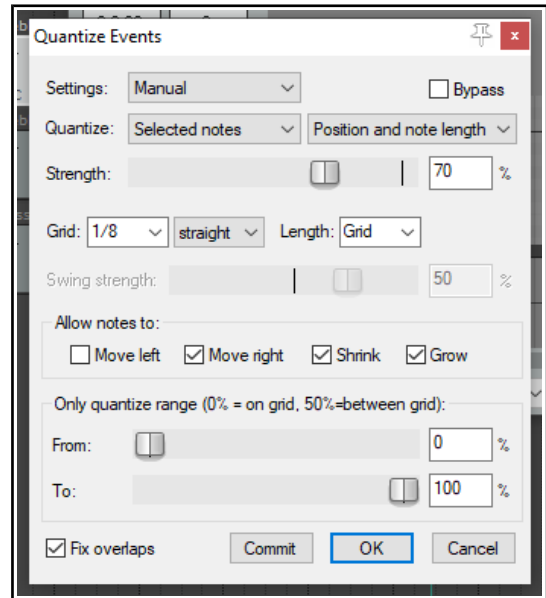 Quantize Events x
Settings: Manual Bypass
Quantize: Selected notes Position and note length
Strength: 70 %
Grid: 1/8 straight Length: Grid
Swing strength: 50 %
Allow notes to:
Move left Move right Shrink Grow
Only quantize range (0% = on grid, 50%=between grid):
From: 0 %
To: 100 %
Fix overlaps Commit OK Cancel